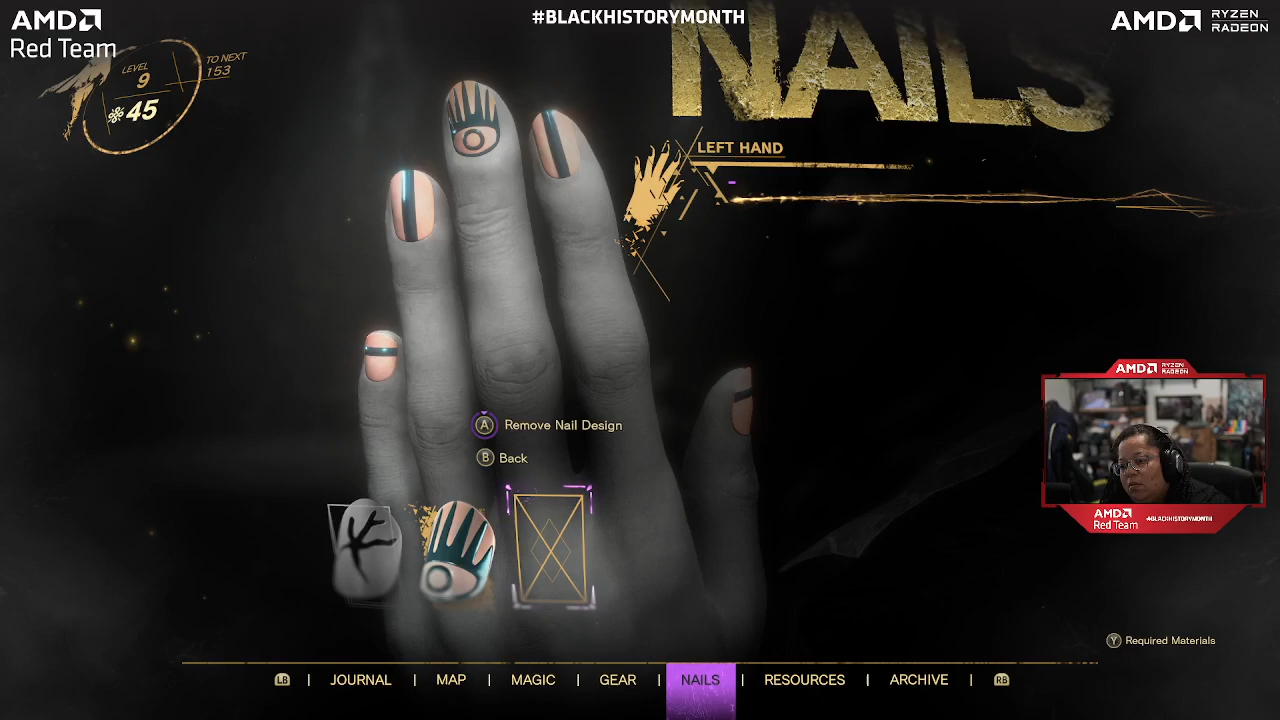 AMD
Red Team
#BLACKHISTORYMONTH
AMD
RYZEN
RADEON
NAILS
LEVEL
9
45
TO NEXT
153
LEFT HAND
AMD RYZEN
RADEON
A Remove Nail Design
B Back
AMD
Red Team
#BLACKHISTORYMONTH
Y Required Materials
LB | JOURNAL | MAP | MAGIC | GEAR | NAILS | RESOURCES | ARCHIVE | RB